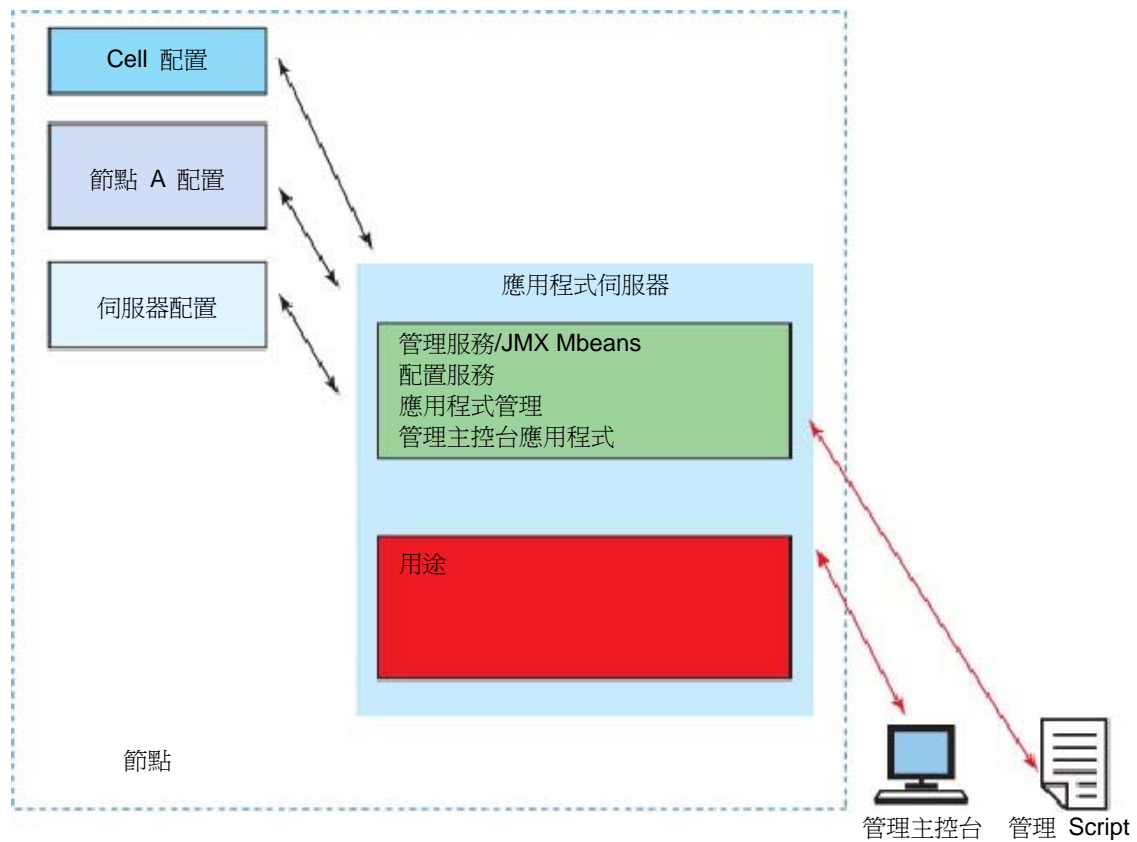 Cell 配置
節點 A 配置
伺服器配置
應用程式伺服器
管理服務/JMX Mbeans
配置服務
應用程式管理
管理主控台應用程式
用途
節點
管理主控台
管理 Script